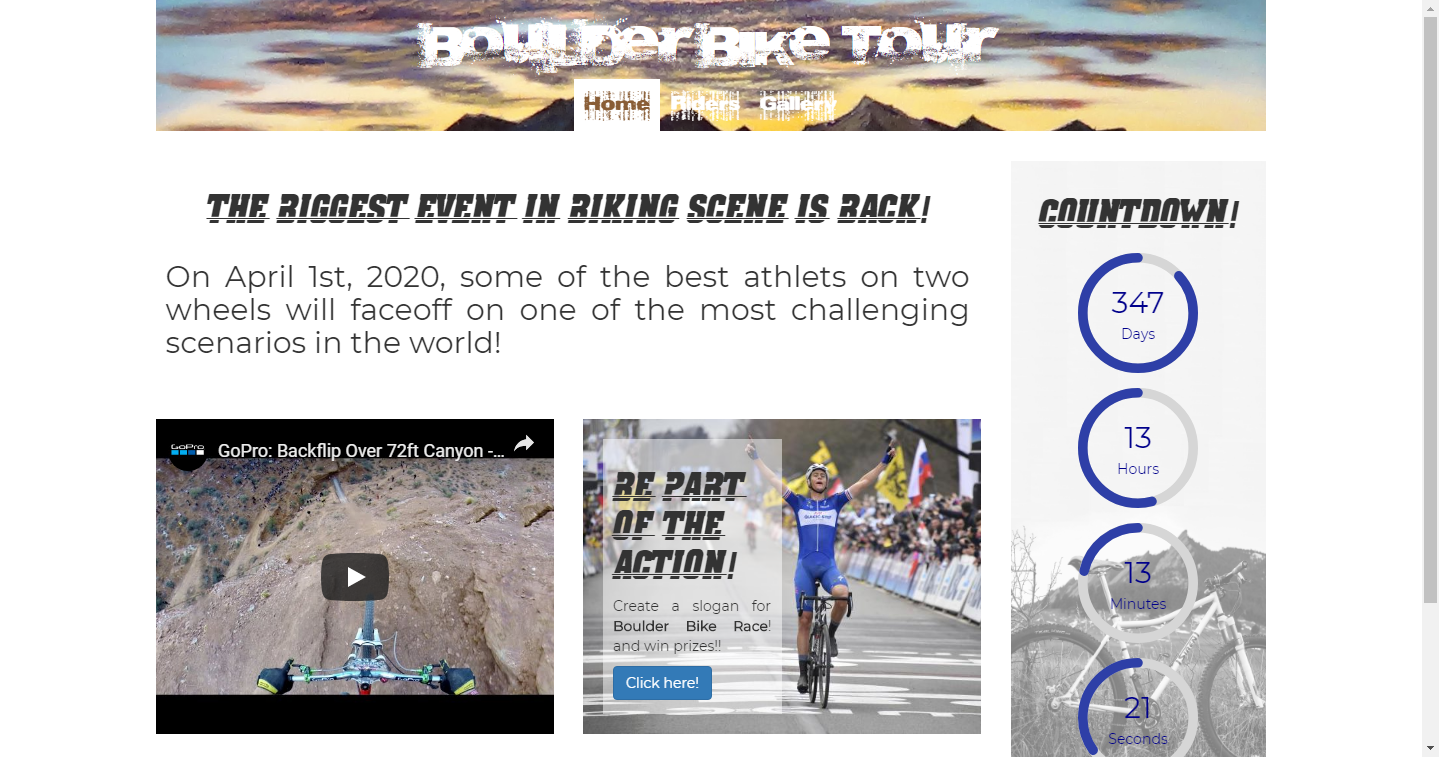 Boulder Bike Tour
Home Riders Gallery
THE BIGGEST EVENT IN BIKING SCENE IS BACK!
On April 1st, 2020, some of the best athlets on two
wheels will faceoff on one of the most challenging
scenarios in the world!
GoPro
GoPro: Backflip Over 72ft Canyon -...
BE PART
OF THE
ACTION!
Create a slogan for
Boulder Bike Race!
and win prizes!!
Click here!
COUNTDOWN!
347
Days
13
Hours
13
Minutes
21
Seconds